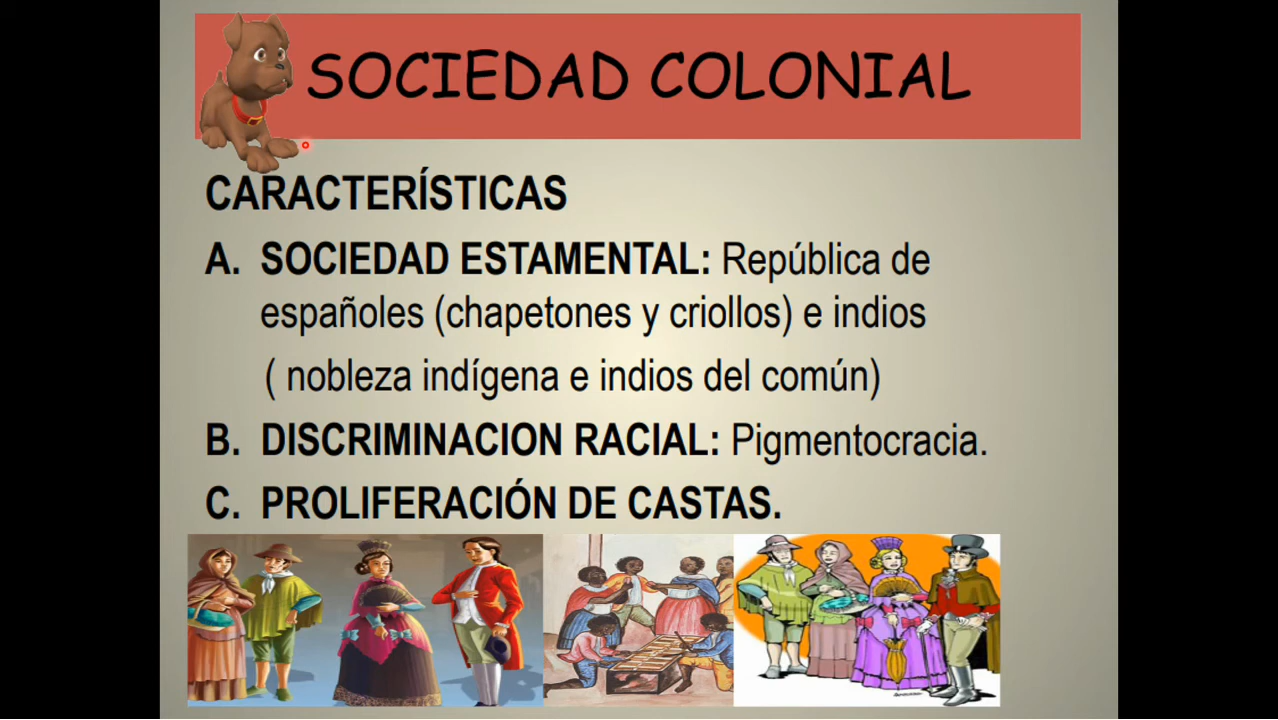 SOCIEDAD COLONIAL
CARACTERÍSTICAS
A. SOCIEDAD ESTAMENTAL: República de
españoles (chapetones y criollos) e indios
( nobleza indígena e indios del común)
B. DISCRIMINACION RACIAL: Pigmentocracia.
C. PROLIFERACIÓN DE CASTAS.